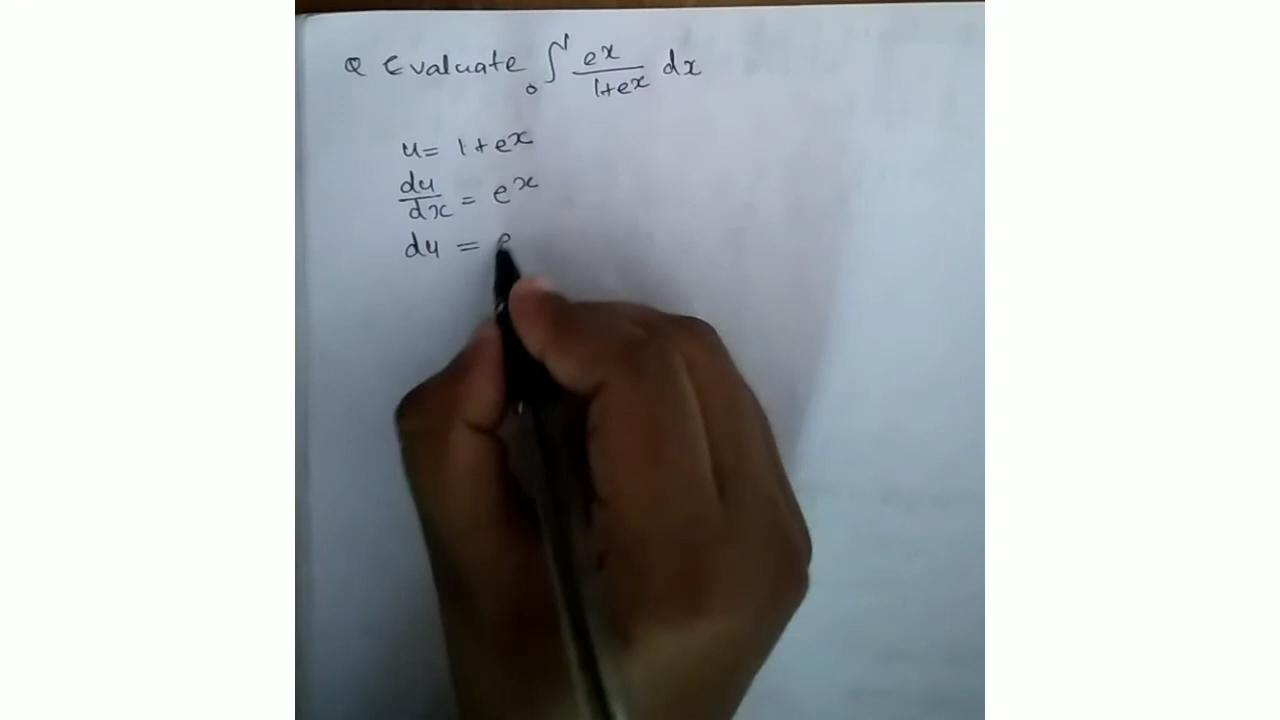 Q Evaluate ∫₀¹ eˣ/(1+eˣ) dx
u = 1 + eˣ
du/dx = eˣ
du = e